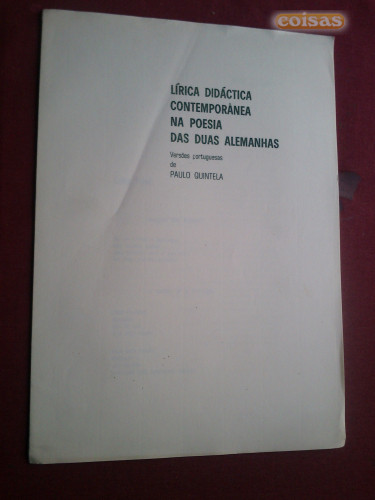 coisas
LÍRICA DIDÁCTICA
CONTEMPORÂNEA
NA POESIA
DAS DUAS ALEMANHAS
Versões portuguesas
de
PAULO QUINTELA